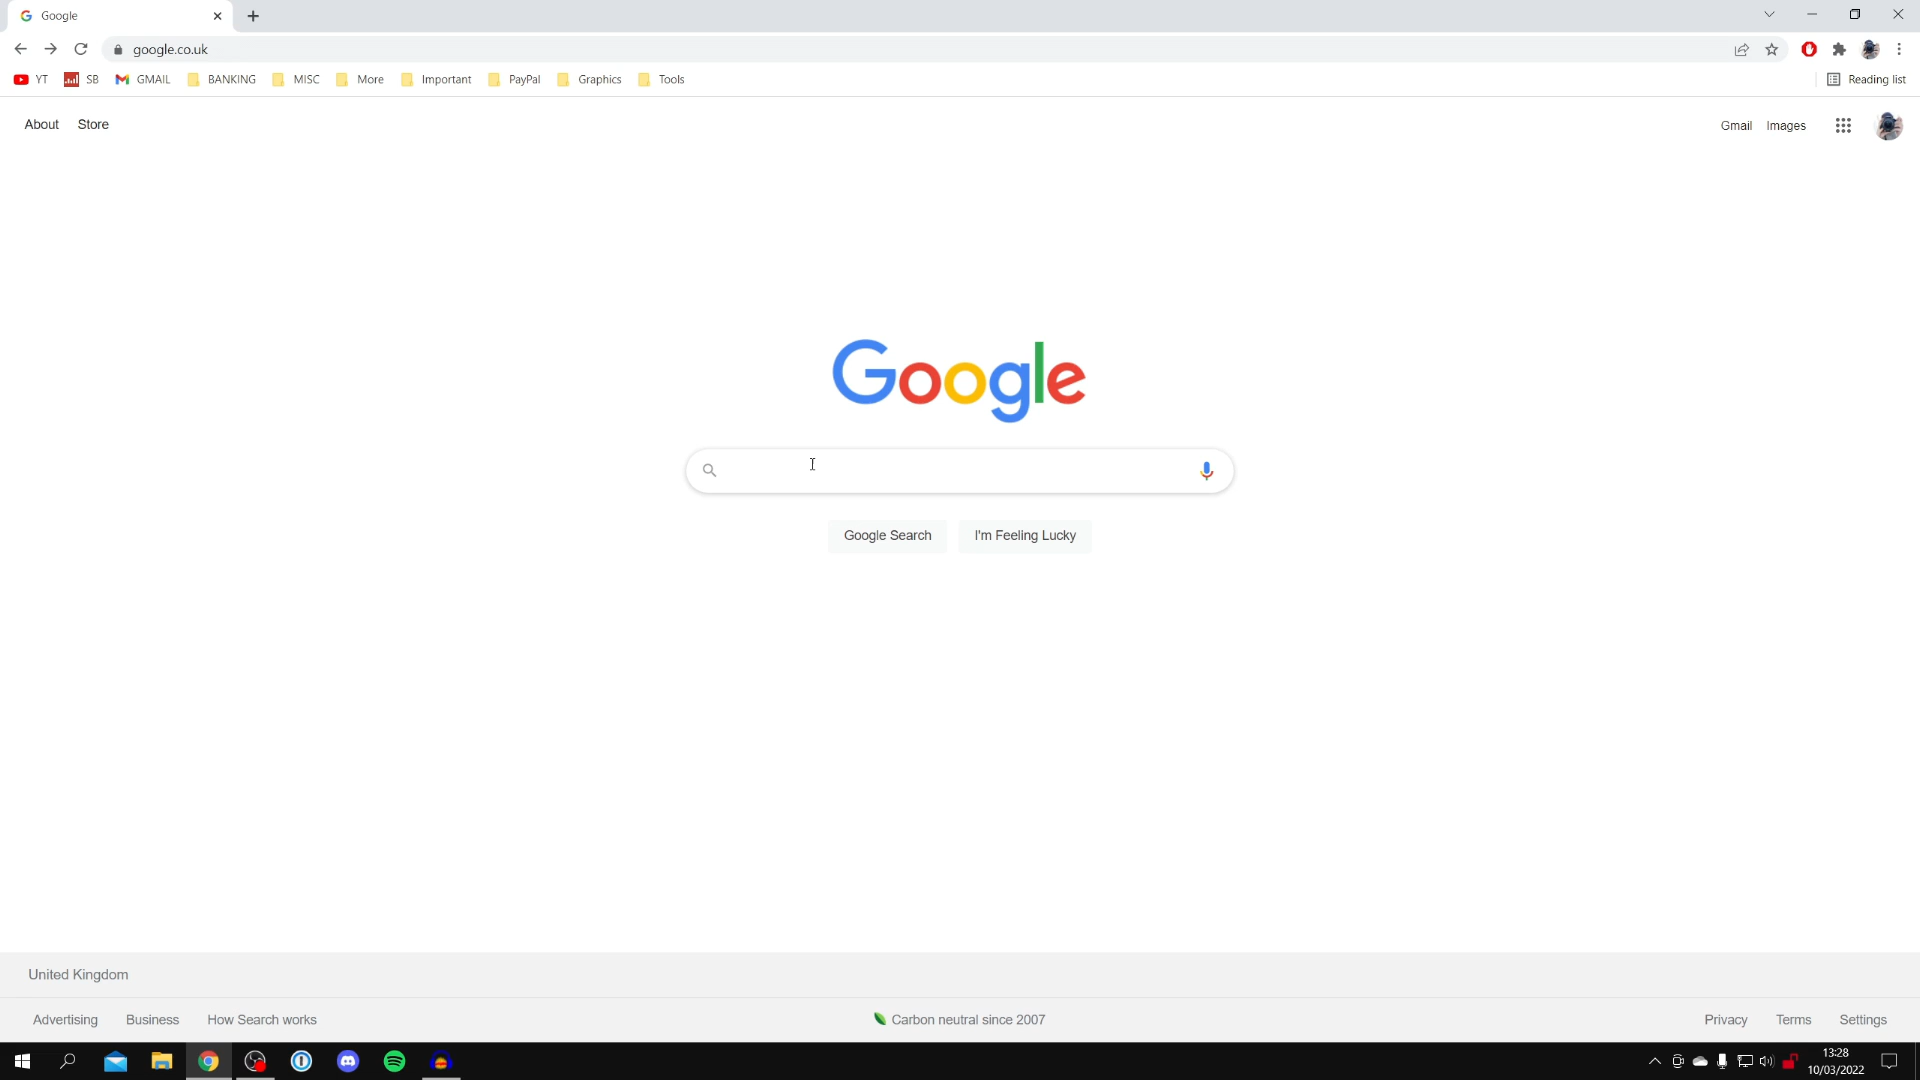 Google
google.co.uk
YT SB GMAIL BANKING MISC More Important PayPal Graphics Tools Reading list
About Store Gmail Images
Google
Google Search I'm Feeling Lucky
United Kingdom
Advertising Business How Search works Carbon neutral since 2007 Privacy Terms Settings
13:28
10/03/2022